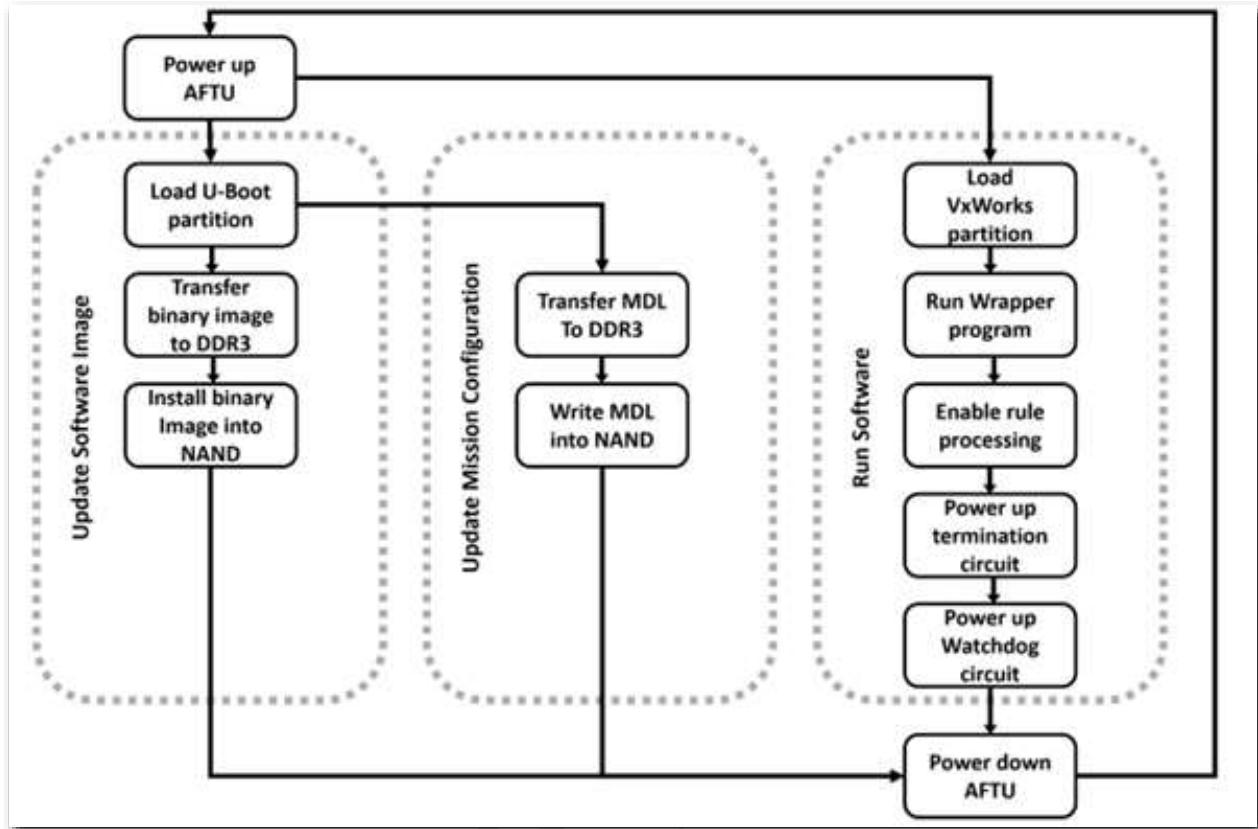 Power up
AFTU
Update Software Image
Load U-Boot
partition
Transfer
binary image
to DDR3
Install binary
Image into
NAND
Update Mission Configuration
Transfer MDL
To DDR3
Write MDL
into NAND
Run Software
Load
VxWorks
partition
Run Wrapper
program
Enable rule
processing
Power up
termination
circuit
Power up
Watchdog
circuit
Power down
AFTU